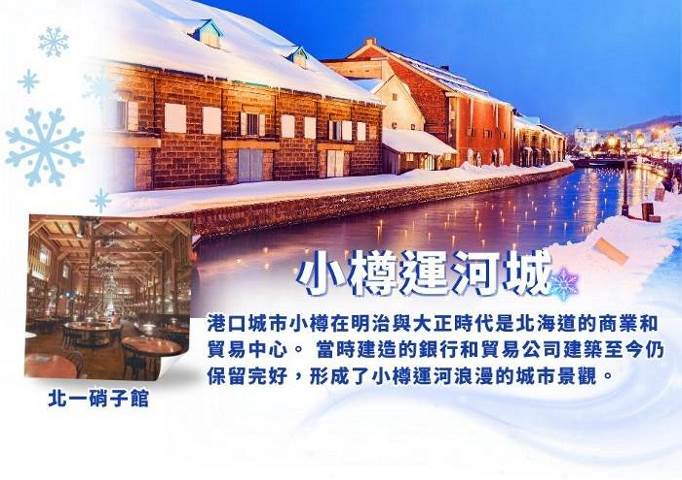 小樽運河城
港口城市小樽在明治與大正時代是北海道的商業和
貿易中心。 當時建造的銀行和貿易公司建築至今仍
保留完好，形成了小樽運河浪漫的城市景觀。
北一硝子館